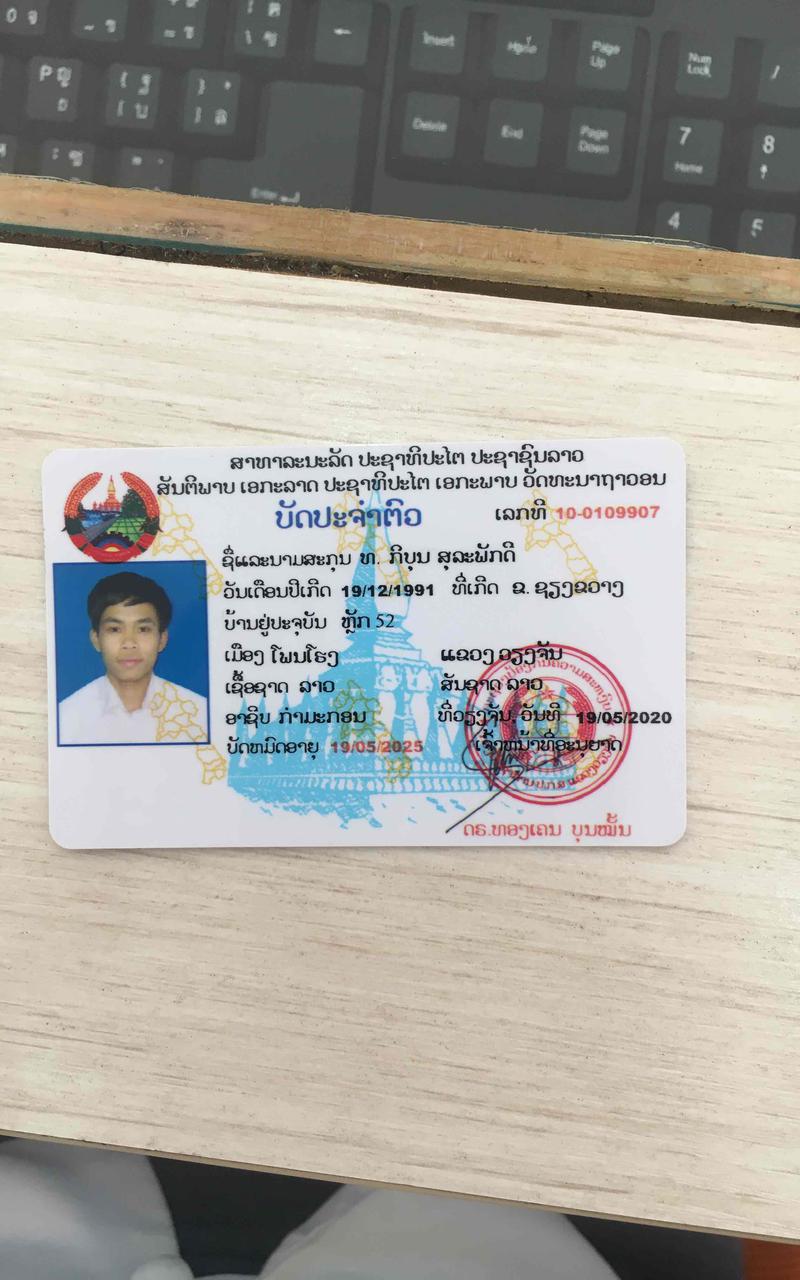 Insert
Home
Page Up
Num Lock
/
Delete
End
Page Down
7
Home
8
Enter
4
5
ສາທາລະນະລັດ ປະຊາທິປະໄຕ ປະຊາຊົນລາວ
ສັນຕິພາບ ເອກະລາດ ປະຊາທິປະໄຕ ເອກະພາບ ວັດທະນາຖາວອນ
ບັດປະຈຳຕົວ ເລກທີ 10-0109907
ຊື່ແລະນາມສະກຸນ ທ. ກິບຸນ ສຸລະພັກດີ
ວັນເດືອນປີເກີດ 19/12/1991 ທີ່ເກີດ ຂ. ຊຽງຂວາງ
ບ້ານຢູ່ປະຈຸບັນ ຫຼັກ 52
ເມືອງ ໂພນໂຮງ ແຂວງ ວຽງຈັນ
ເຊື້ອຊາດ ລາວ ສັນຊາດ ລາວ
ອາຊິບ ກຳມະກອນ ທີ່ວຽງຈັນ, ວັນທີ 19/05/2020
ບັດຫມົດອາຍຸ 19/05/2025 ເຈົ້າຫນ້າທີ່ອະນຸຍາດ
ດຣ.ທອງເຄນ ບຸນໝັ້ນ